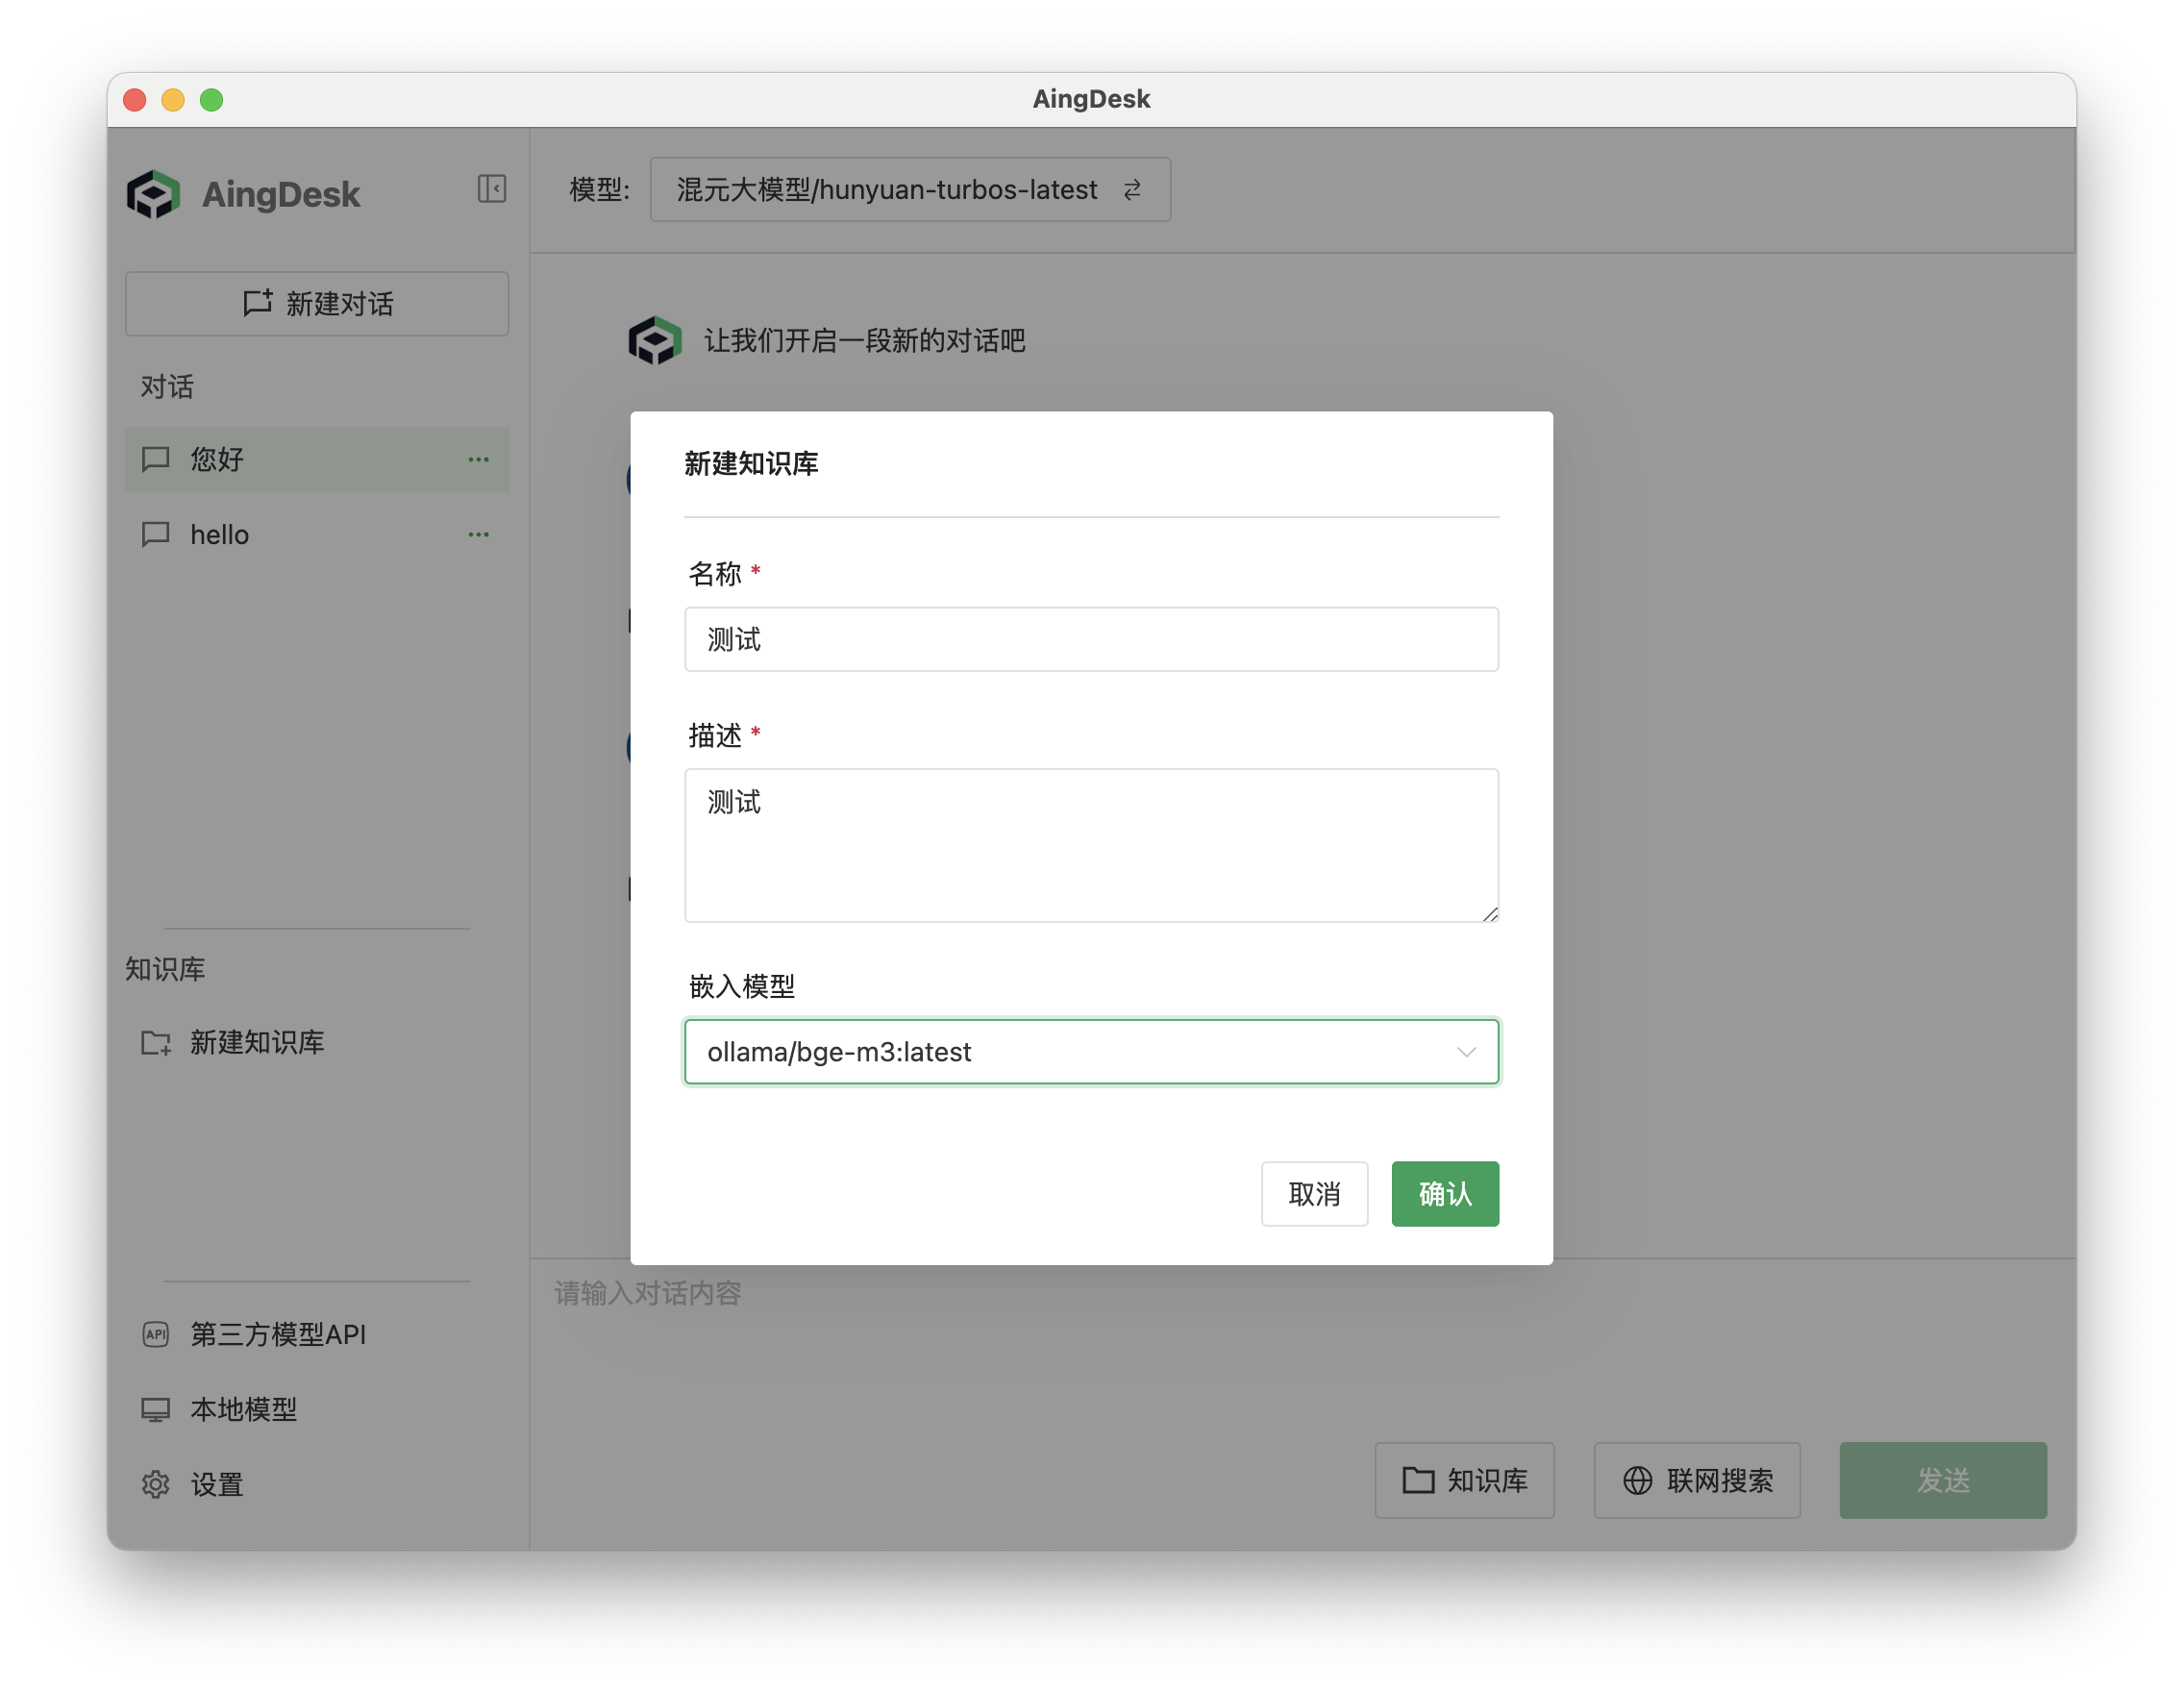 AingDesk
AingDesk
新建对话
对话
您好
hello
知识库
新建知识库
API 第三方模型API
本地模型
设置
模型: 混元大模型/hunyuan-turbos-latest
让我们开启一段新的对话吧
新建知识库
名称 *
测试
描述 *
测试
嵌入模型
ollama/bge-m3:latest
取消 确认
请输入对话内容
知识库 联网搜索 发送